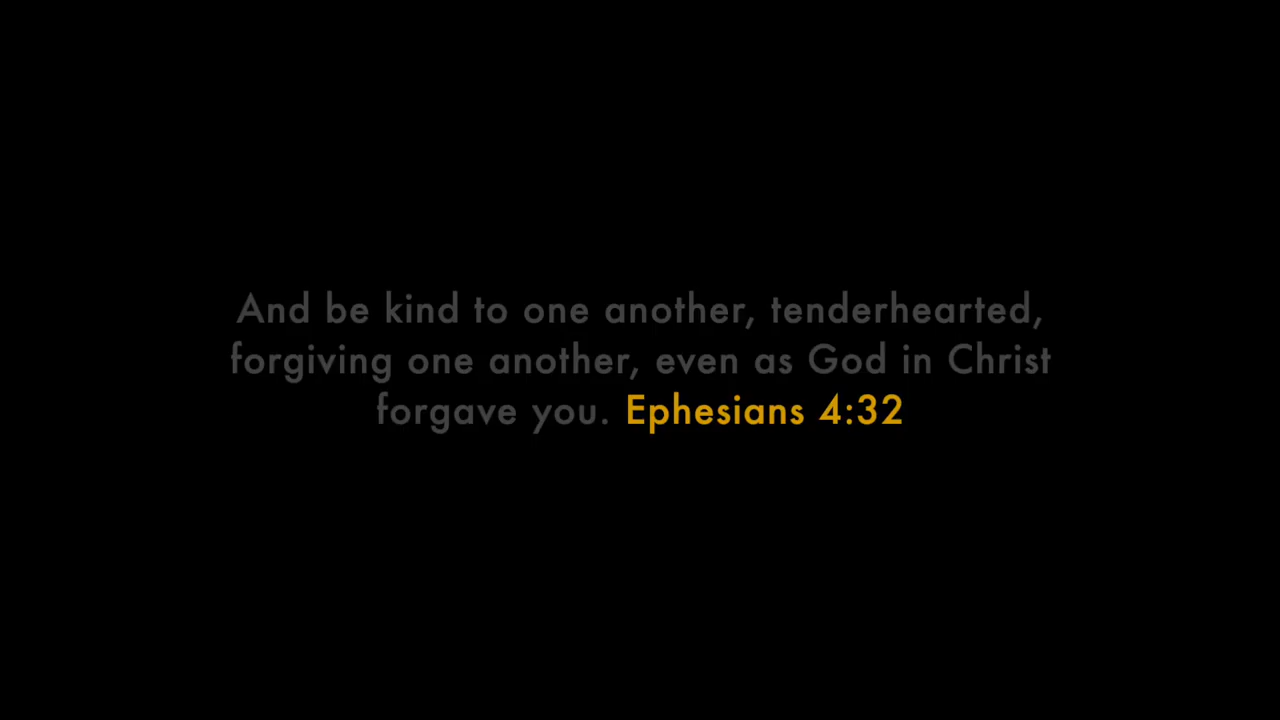 And be kind to one another, tenderhearted,
forgiving one another, even as God in Christ
forgave you. Ephesians 4:32